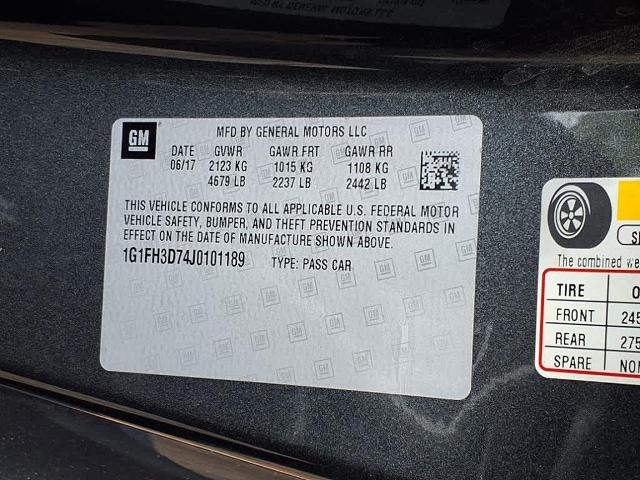 GM
MFD BY GENERAL MOTORS LLC
DATE GVWR GAWR FRT GAWR RR
06/17 2123 KG 1015 KG 1108 KG
4679 LB 2237 LB 2442 LB
THIS VEHICLE CONFORMS TO ALL APPLICABLE U.S. FEDERAL MOTOR
VEHICLE SAFETY, BUMPER, AND THEFT PREVENTION STANDARDS
IN EFFECT ON THE DATE OF MANUFACTURE SHOWN ABOVE.
1G1FH3D74J0101189 TYPE: PASS CAR
The combined we
TIRE
FRONT 245
REAR 275
SPARE